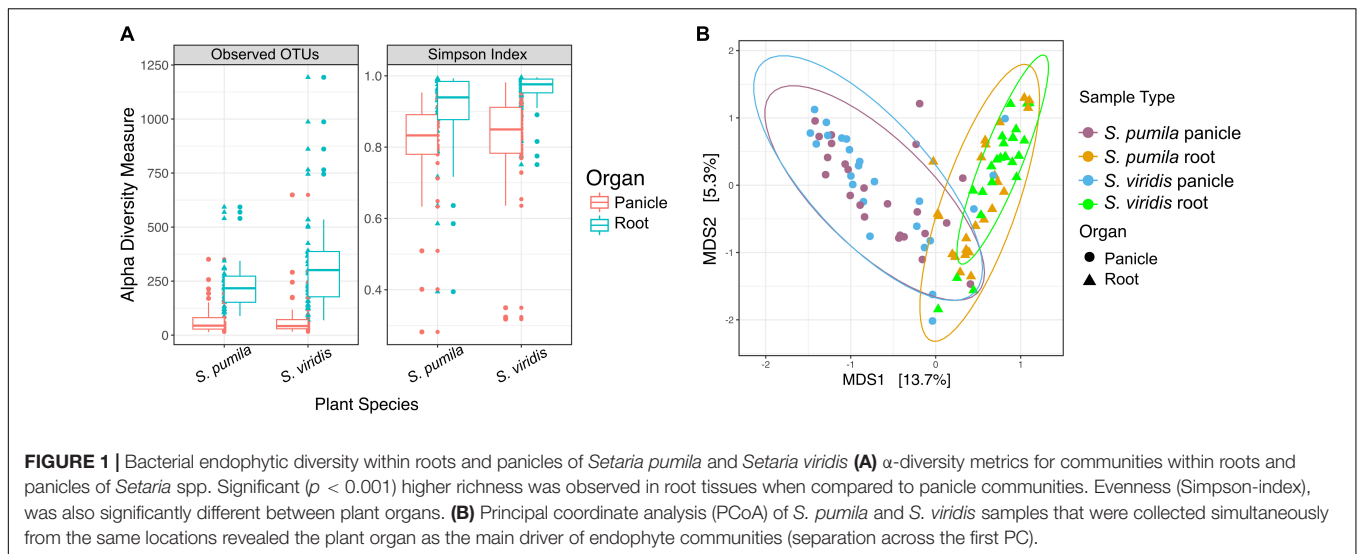 A
B
Observed OTUs
Simpson Index
1250
1000
750
500
250
0
1.0
0.8
0.6
0.4
Alpha Diversity Measure
S. pumila
S. viridis
S. pumila
S. viridis
Plant Species
Organ
Panicle
Root
2
1
0
-1
-2
MDS2 [5.3%]
-2
-1
0
1
MDS1 [13.7%]
Sample Type
S. pumila panicle
S. pumila root
S. viridis panicle
S. viridis root
Organ
Panicle
Root
FIGURE 1 | Bacterial endophytic diversity within roots and panicles of Setaria pumila and Setaria viridis (A) α-diversity metrics for communities within roots and
panicles of Setaria spp. Significant (p < 0.001) higher richness was observed in root tissues when compared to panicle communities. Evenness (Simpson-index),
was also significantly different between plant organs. (B) Principal coordinate analysis (PCoA) of S. pumila and S. viridis samples that were collected simultaneously
from the same locations revealed the plant organ as the main driver of endophyte communities (separation across the first PC).